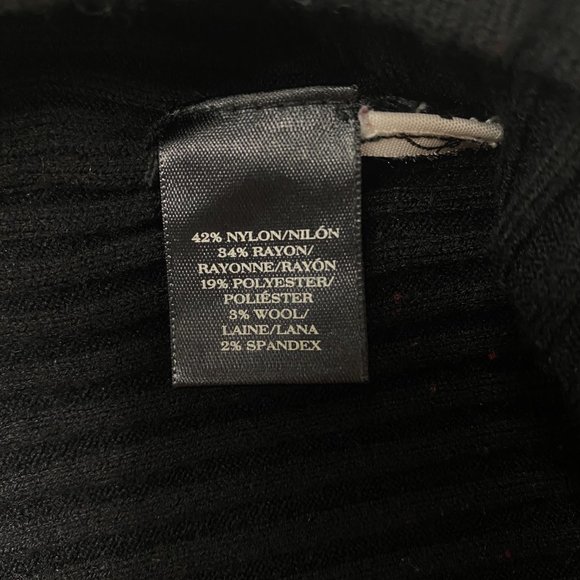 42% NYLON/NILÓN
34% RAYON/
RAYONNE/RAYÓN
19% POLYESTER/
POLIÉSTER
3% WOOL/
LAINE/LANA
2% SPANDEX